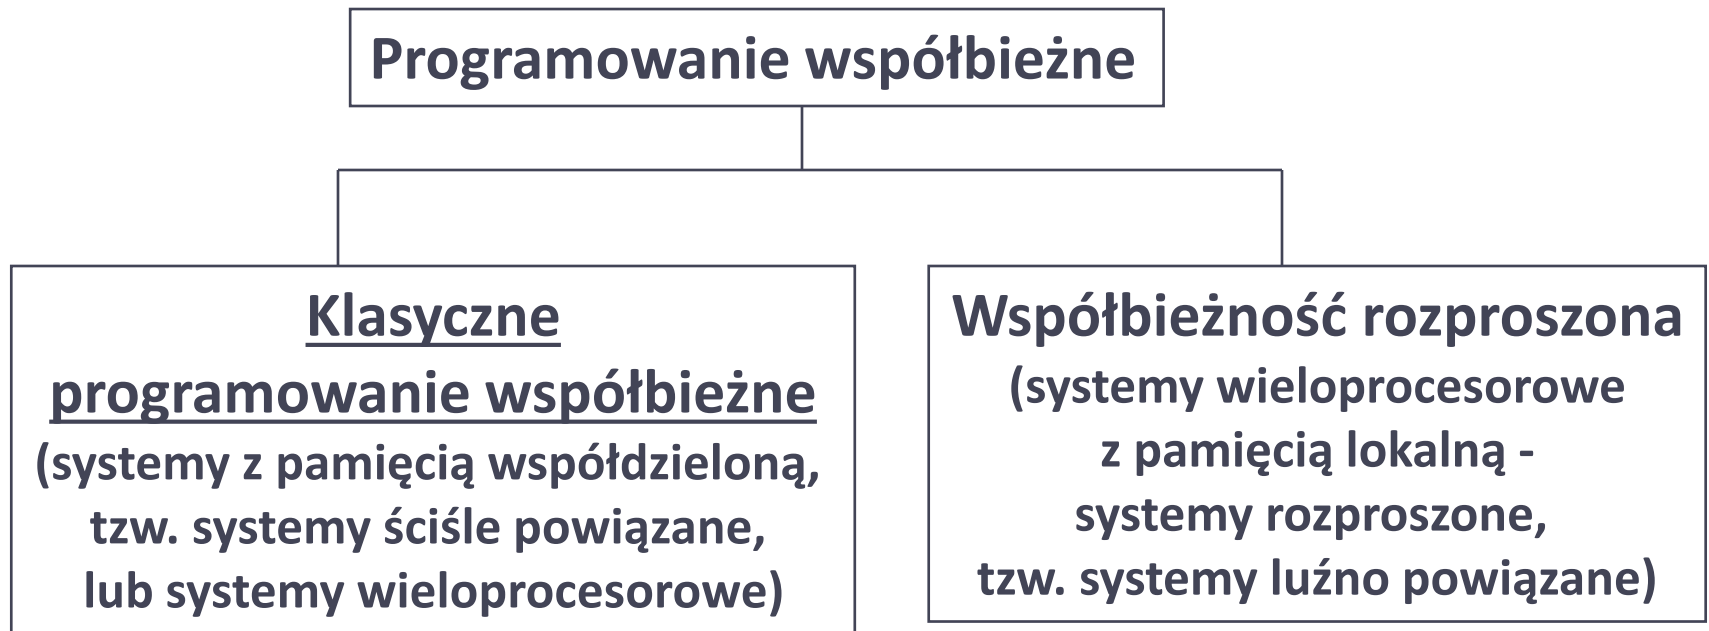 Programowanie współbieżne
Klasyczne
programowanie współbieżne
(systemy z pamięcią współdzieloną,
tzw. systemy ściśle powiązane,
lub systemy wieloprocesorowe)
Współbieżność rozproszona
(systemy wieloprocesorowe
z pamięcią lokalną -
systemy rozproszone,
tzw. systemy luźno powiązane)